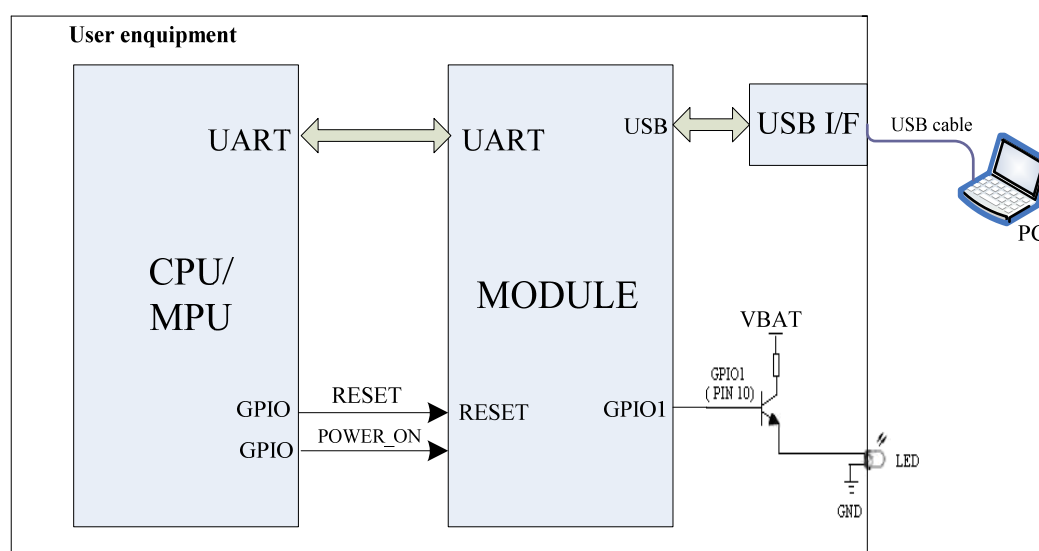 User enquipment
UART
UART
USB
USB I/F
USB cable
PC
CPU/
MPU
MODULE
VBAT
GPIO1
( PIN 10)
GPIO
RESET
RESET
GPIO1
GPIO
POWER_ON
LED
GND